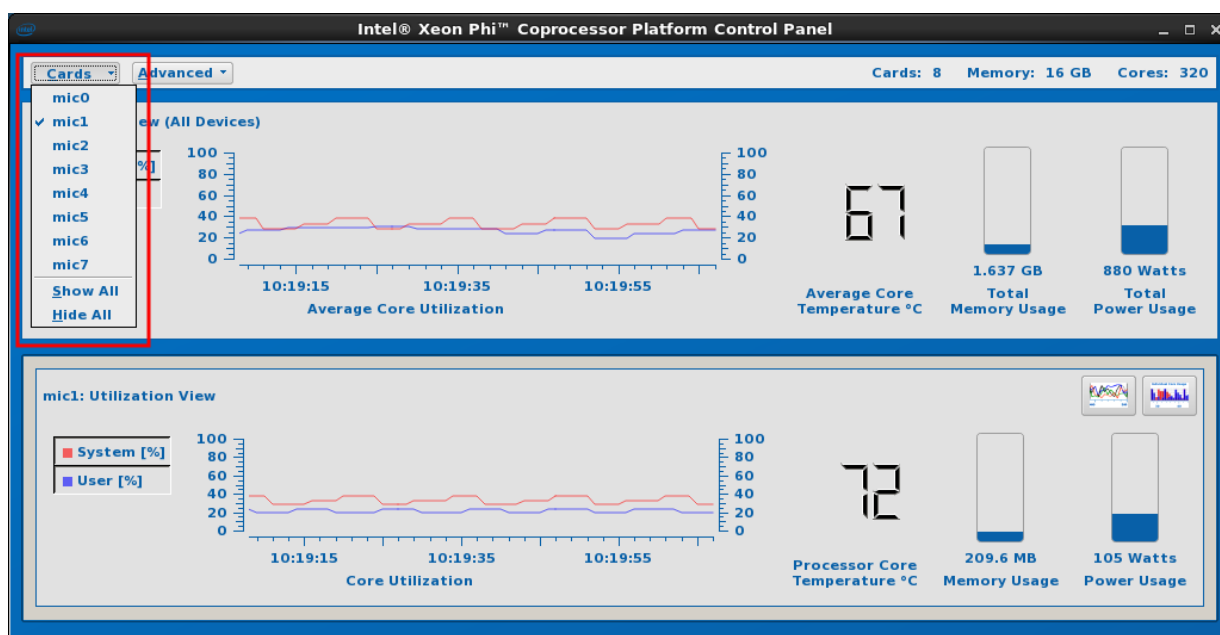 Intel® Xeon Phi™ Coprocessor Platform Control Panel
Cards Advanced Cards: 8 Memory: 16 GB Cores: 320
mic0
mic1
mic2
mic3
mic4
mic5
mic6
mic7
Show All
Hide All
ew (All Devices)
%]
100 100
80 80
60 60
40 40
20 20
0 0
10:19:15 10:19:35 10:19:55
Average Core Utilization
67
Average Core
Temperature °C
1.637 GB
Total
Memory Usage
880 Watts
Total
Power Usage
mic1: Utilization View
System [%]
User [%]
100 100
80 80
60 60
40 40
20 20
0 0
10:19:15 10:19:35 10:19:55
Core Utilization
72
Processor Core
Temperature °C
209.6 MB
Memory Usage
105 Watts
Power Usage